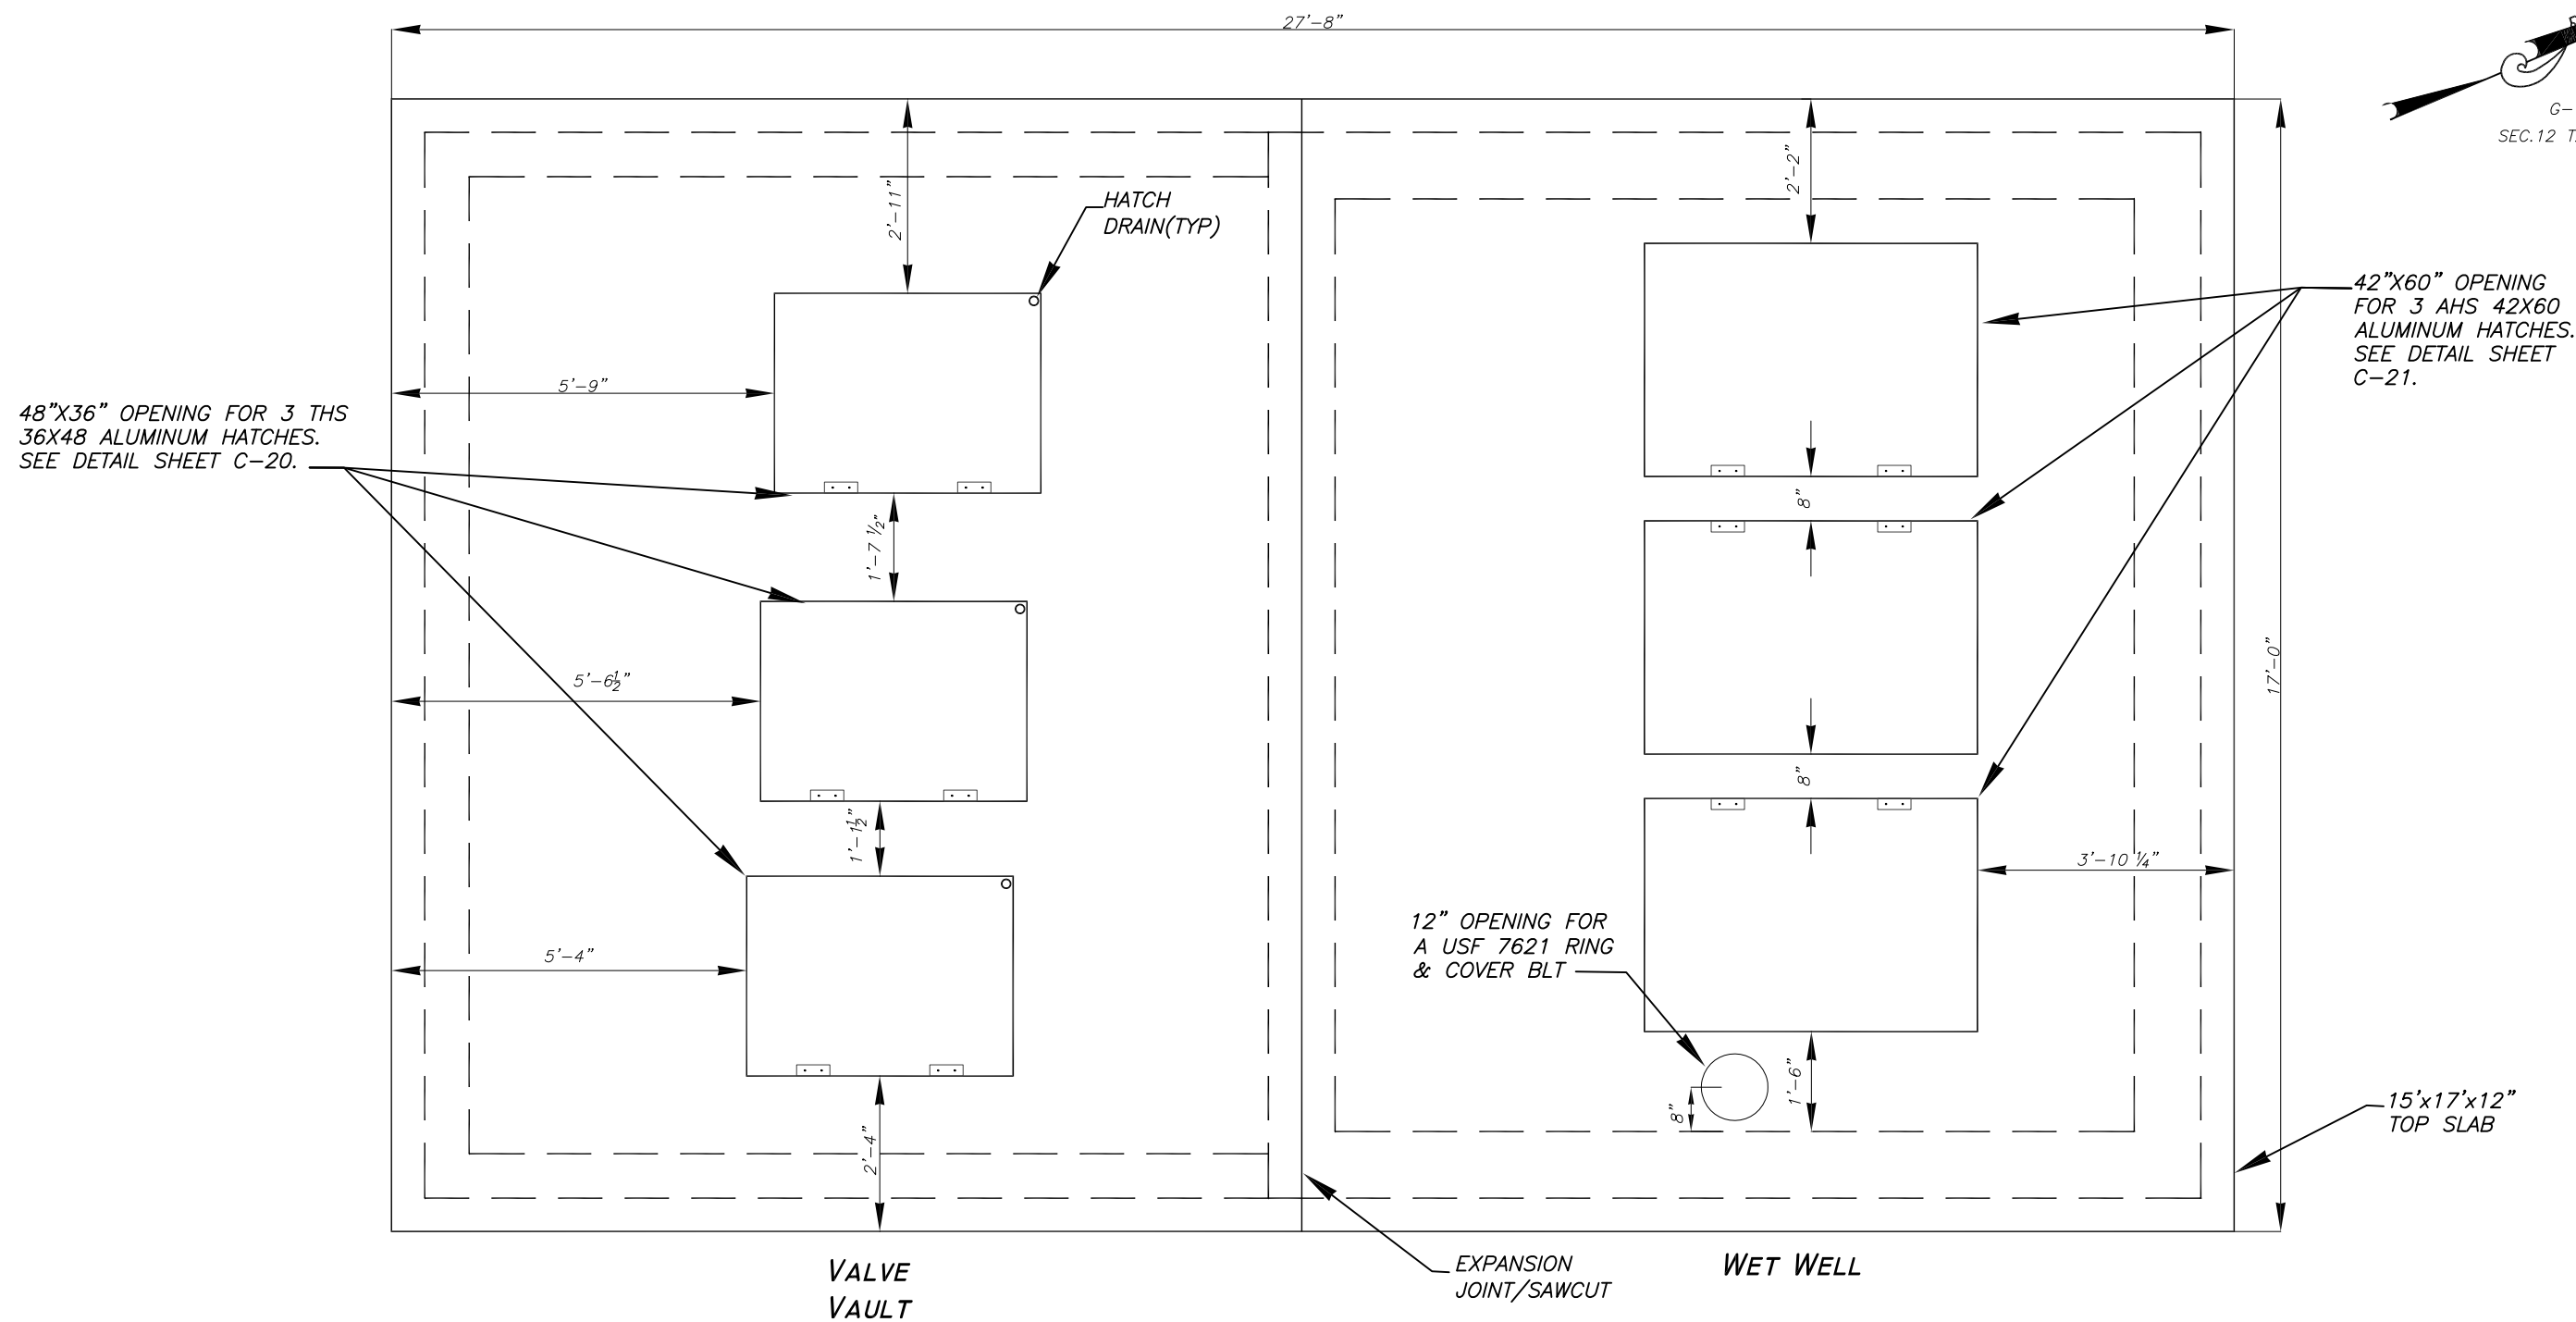 27'-8"
G-
SEC.12 T
2'-11"
2'-2"
HATCH
DRAIN(TYP)
42"X60" OPENING
FOR 3 AHS 42X60
ALUMINUM HATCHES.
SEE DETAIL SHEET
C-21.
5'-9"
48"X36" OPENING FOR 3 THS
36X48 ALUMINUM HATCHES.
SEE DETAIL SHEET C-20.
8"
1'-7 1/2"
17'-0"
5'-6 1/2"
8"
1'-1 1/2"
3'-10 1/4"
12" OPENING FOR
A USF 7621 RING
& COVER BLT
5'-4"
1'-6"
8"
15'x17'x12"
TOP SLAB
2'-4"
EXPANSION
JOINT/SAWCUT
VALVE
VAULT
WET WELL